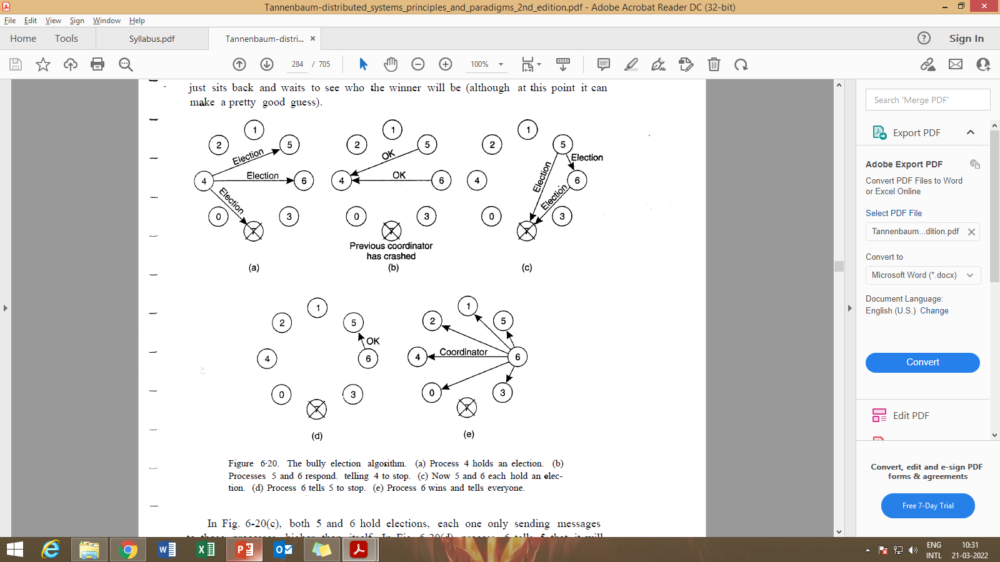 Tannenbaum-distributed_systems_principles_and_paradigms_2nd_edition.pdf - Adobe Acrobat Reader DC (32-bit)
File Edit View Sign Window Help
Home Tools Syllabus.pdf Tannenbaum-distri... × ? Sign In
284 / 705 100%
just sits back and waits to see who the winner will be (although at this point it can
make a pretty good guess).
1 2 5 Election 4 Election 6 Election 0 3 7
(a)
1 2 5 OK 4 OK 6 0 3 7
Previous coordinator
has crashed
(b)
1 2 5 Election 4 Election 6 Election 0 3 7
(c)
1 2 5 OK 4 6 0 3 7
(d)
1 2 5 4 Coordinator 6 0 3 7
(e)
Figure 6·20. The bully election algorithm. (a) Process 4 holds an election. (b)
Processes 5 and 6 respond. telling 4 to stop. (c) Now 5 and 6 each hold an elec-
tion. (d) Process 6 tells 5 to stop. (e) Process 6 wins and tells everyone.
In Fig. 6-20(c), both 5 and 6 hold elections, each one only sending messages
Search 'Merge PDF'
Export PDF
Adobe Export PDF
Convert PDF Files to Word
or Excel Online
Select PDF File
Tannenbaum...dition.pdf
Convert to
Microsoft Word (*.docx)
Document Language:
English (U.S.) Change
Convert
Edit PDF
Convert, edit and e-sign PDF
forms & agreements
Free 7-Day Trial
ENG
INTL
10:31
21-03-2022